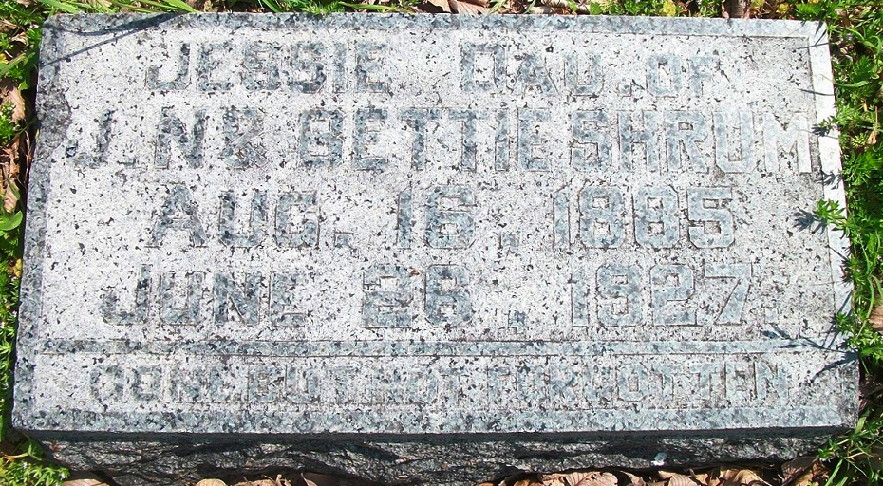 JESSIE DAU. OF
J. N & BETTIE SHRUM
AUG. 16, 1885
JUNE 26, 1927.
GONE BUT NOT FORGOTTEN